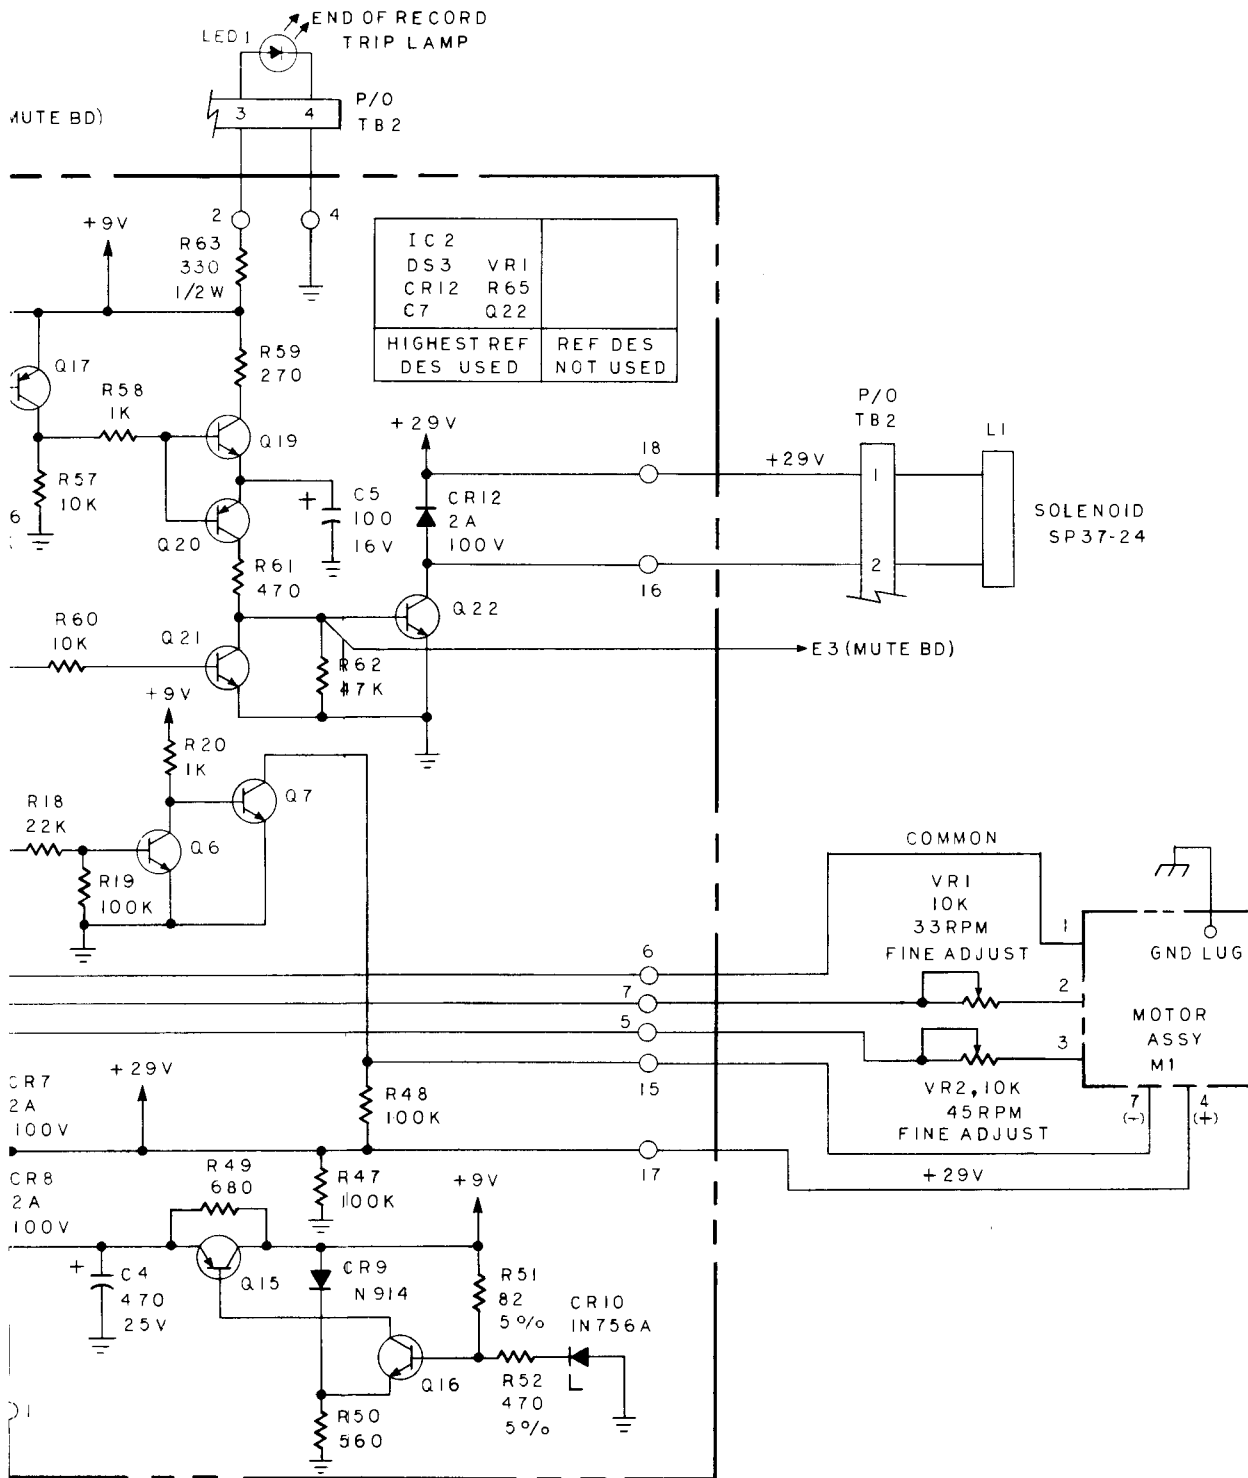 END OF RECORD
TRIP LAMP
LED1
P/O
TB2
3
4
MUTE BD)
+9V
2
4
R63
330
1/2W
IC2
DS3 VR1
CR12 R65
C7 Q22
HIGHEST REF
DES USED
REF DES
NOT USED
Q17
R59
270
R58
1K
Q19
+29V
P/O
TB2
L1
18
+29V
1
R57
10K
C5
100
16V
+
CR12
2A
100V
SOLENOID
SP37-24
Q20
6
R61
470
2
16
Q22
R60
10K
Q21
E3 (MUTE BD)
R62
47K
+9V
R20
1K
Q7
R18
22K
Q6
R19
100K
COMMON
VR1
10K
33RPM
FINE ADJUST
1
GND LUG
6
7
2
5
MOTOR
ASSY
M1
3
15
VR2, 10K
45RPM
FINE ADJUST
7
(-)
4
(+)
CR7
2A
100V
+29V
R48
100K
17
+29V
CR8
2A
100V
R49
680
R47
100K
+9V
+
C4
470
25V
Q15
CR9
N914
R51
82
5%
CR10
1N756A
Q16
R52
470
5%
R50
560